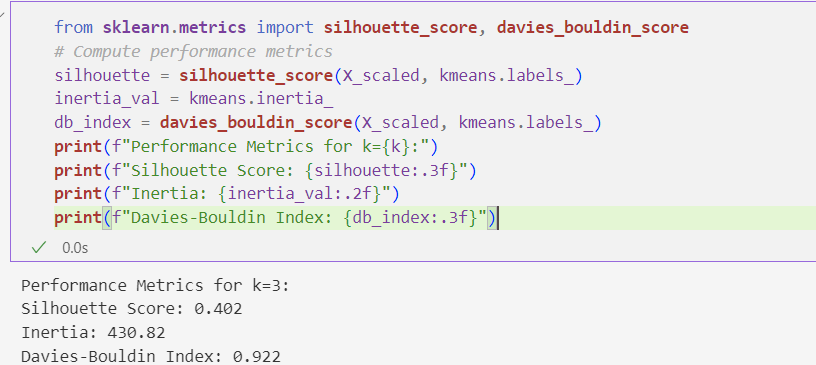 from sklearn.metrics import silhouette_score, davies_bouldin_score
# Compute performance metrics
silhouette = silhouette_score(X_scaled, kmeans.labels_)
inertia_val = kmeans.inertia_
db_index = davies_bouldin_score(X_scaled, kmeans.labels_)
print(f"Performance Metrics for k={k}:")
print(f"Silhouette Score: {silhouette:.3f}")
print(f"Inertia: {inertia_val:.2f}")
print(f"Davies-Bouldin Index: {db_index:.3f}")
0.0s
Performance Metrics for k=3:
Silhouette Score: 0.402
Inertia: 430.82
Davies-Bouldin Index: 0.922